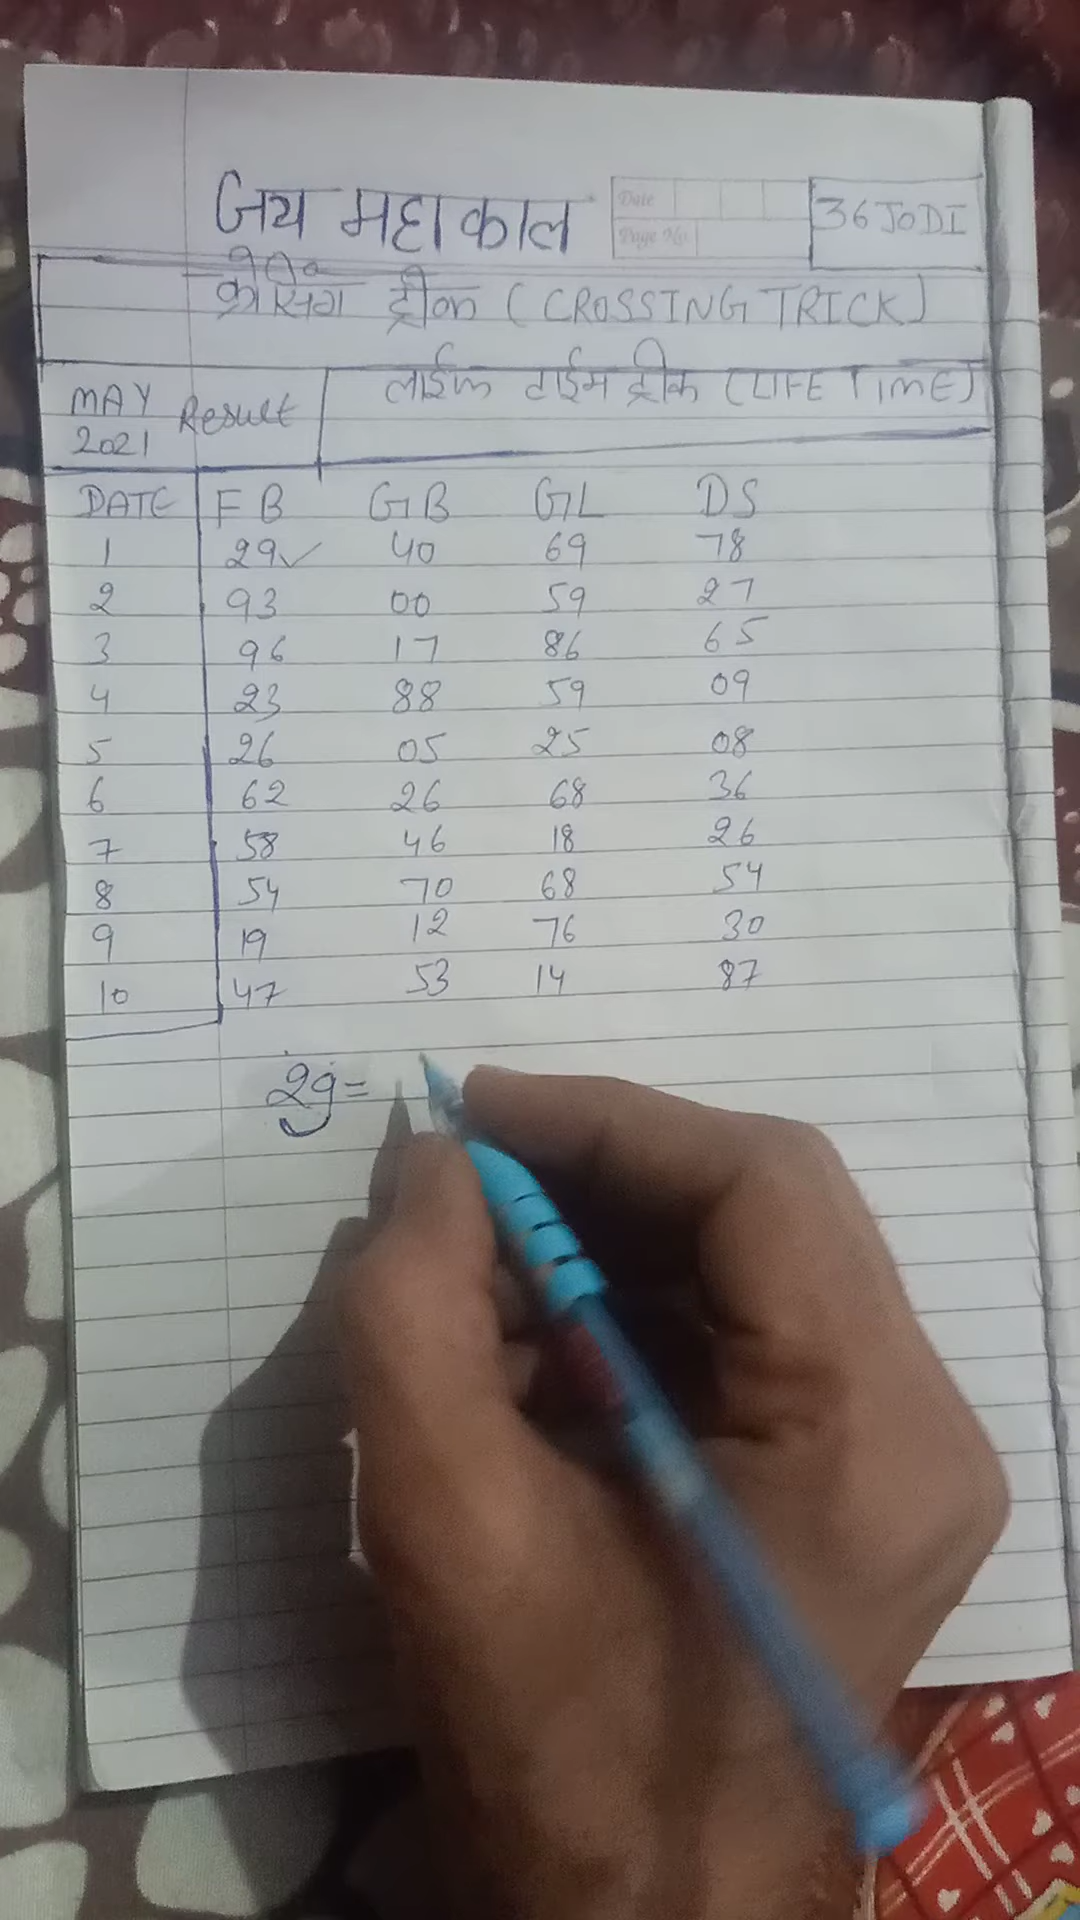 जय महाकाल
Date
Page No.
36 JODI
क्रोसिंग ट्रीक (CROSSING TRICK)
MAY 2021 Result
लाईफ टाईम ट्रीक (LIFE TIME)
DATE FB GB GL DS
1 29✓ 40 69 78
2 93 00 59 27
3 96 17 86 65
4 23 88 59 09
5 26 05 25 08
6 62 26 68 36
7 58 46 18 26
8 54 70 68 54
9 19 12 76 30
10 47 53 14 87
29=